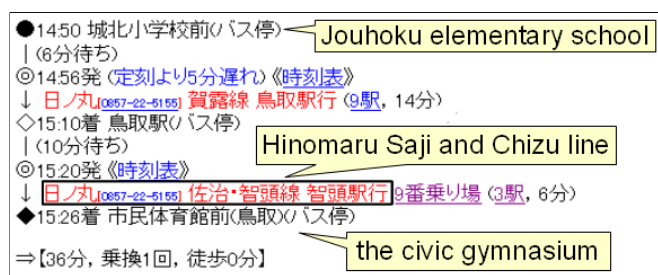 ●14:50 城北小学校前(バス停)
Jouhoku elementary school
| (6分待ち)
◎14:56発 (定刻より5分遅れ) 《時刻表》
↓ 日ノ丸[0857-22-5155] 賀露線 鳥取駅行 (9駅, 14分)
◇15:10着 鳥取駅(バス停)
| (10分待ち)
Hinomaru Saji and Chizu line
◎15:20発 《時刻表》
↓ 日ノ丸[0857-22-5155] 佐治・智頭線 智頭駅行 9番乗り場 (3駅, 6分)
◆15:26着 市民体育館前(鳥取)(バス停)
the civic gymnasium
⇒【36分, 乗換1回, 徒歩0分】